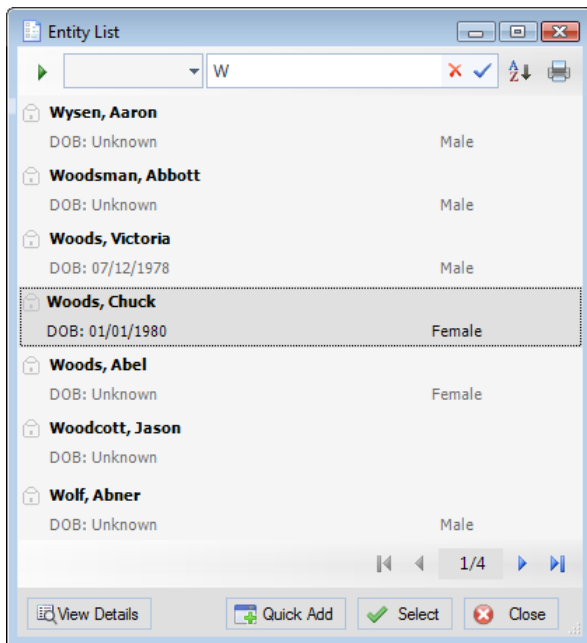 Entity List
W
A
Z
Wysen, Aaron
DOB: Unknown Male
Woodsman, Abbott
DOB: Unknown Male
Woods, Victoria
DOB: 07/12/1978 Male
Woods, Chuck
DOB: 01/01/1980 Female
Woods, Abel
DOB: Unknown Female
Woodcott, Jason
DOB: Unknown
Wolf, Abner
DOB: Unknown Male
1/4
View Details Quick Add Select Close